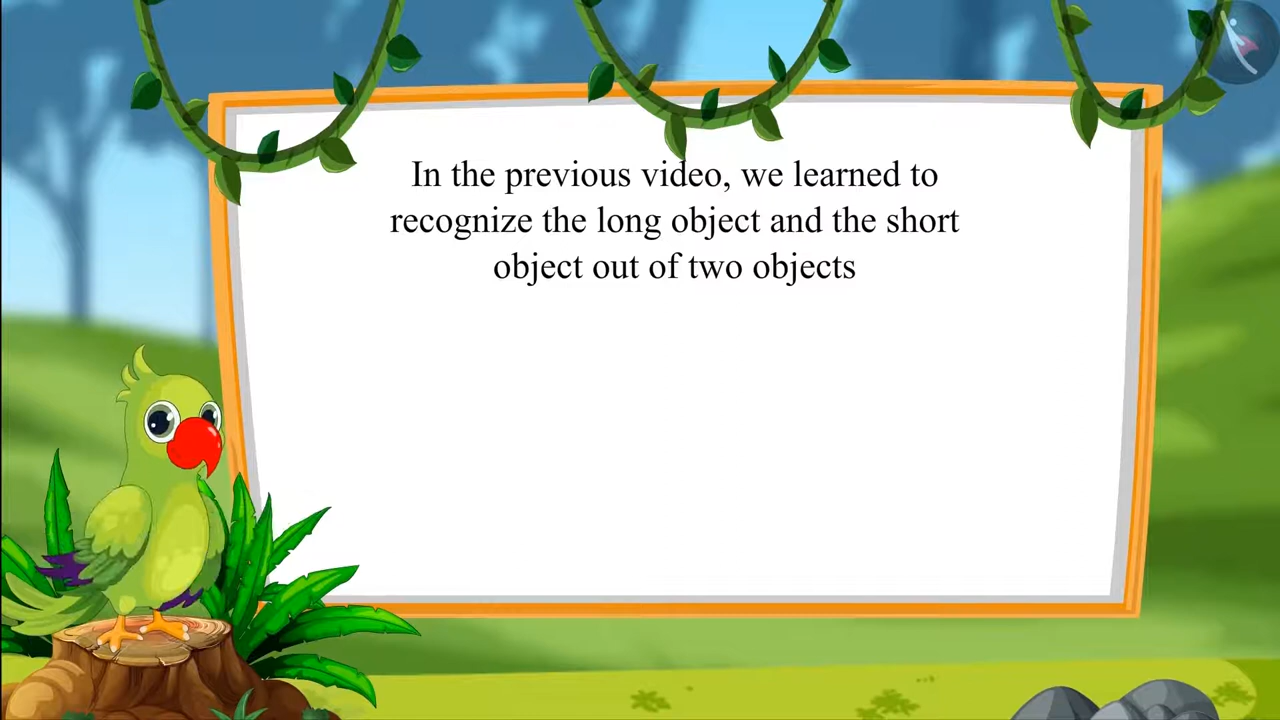 In the previous video, we learned to
recognize the long object and the short
object out of two objects